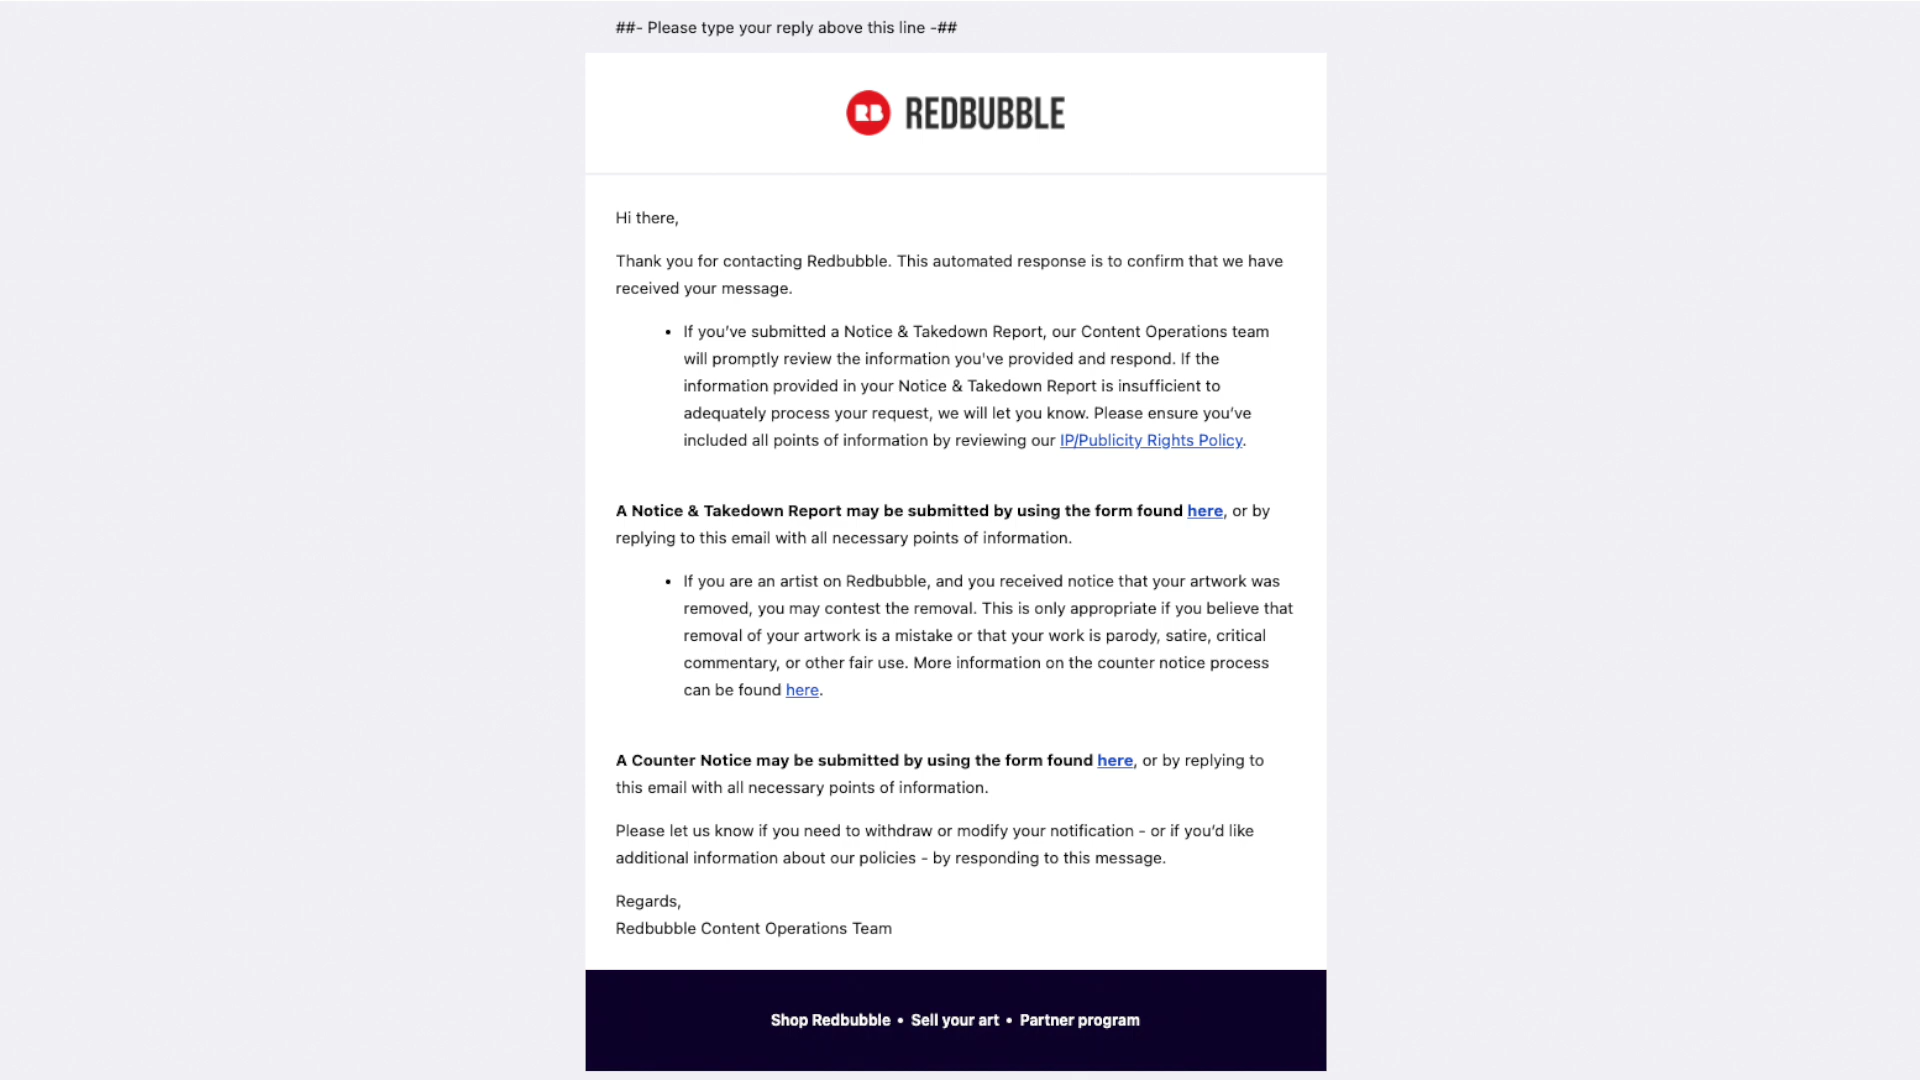 ##- Please type your reply above this line -##
RB REDBUBBLE
Hi there,
Thank you for contacting Redbubble. This automated response is to confirm that we have
received your message.
• If you’ve submitted a Notice & Takedown Report, our Content Operations team
will promptly review the information you've provided and respond. If the
information provided in your Notice & Takedown Report is insufficient to
adequately process your request, we will let you know. Please ensure you’ve
included all points of information by reviewing our IP/Publicity Rights Policy.
A Notice & Takedown Report may be submitted by using the form found here, or by
replying to this email with all necessary points of information.
• If you are an artist on Redbubble, and you received notice that your artwork was
removed, you may contest the removal. This is only appropriate if you believe that
removal of your artwork is a mistake or that your work is parody, satire, critical
commentary, or other fair use. More information on the counter notice process
can be found here.
A Counter Notice may be submitted by using the form found here, or by replying to
this email with all necessary points of information.
Please let us know if you need to withdraw or modify your notification - or if you’d like
additional information about our policies - by responding to this message.
Regards,
Redbubble Content Operations Team
Shop Redbubble • Sell your art • Partner program